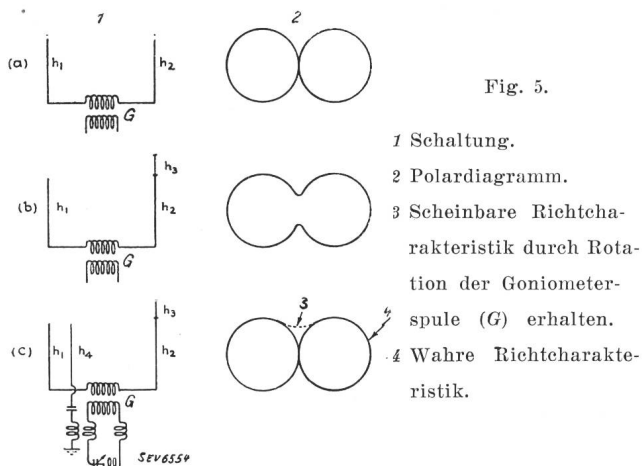 1 2
(a) h1 h2 G
Fig. 5.
1 Schaltung.
2 Polardiagramm.
3 Scheinbare Richtcha-
rakteristik durch Rota-
tion der Goniometer-
spule (G) erhalten.
4 Wahre Richtcharakte-
ristik.
(b) h1 h3 h2 G
(c) h1 h4 h3 h2 G
3 4
SEV6554